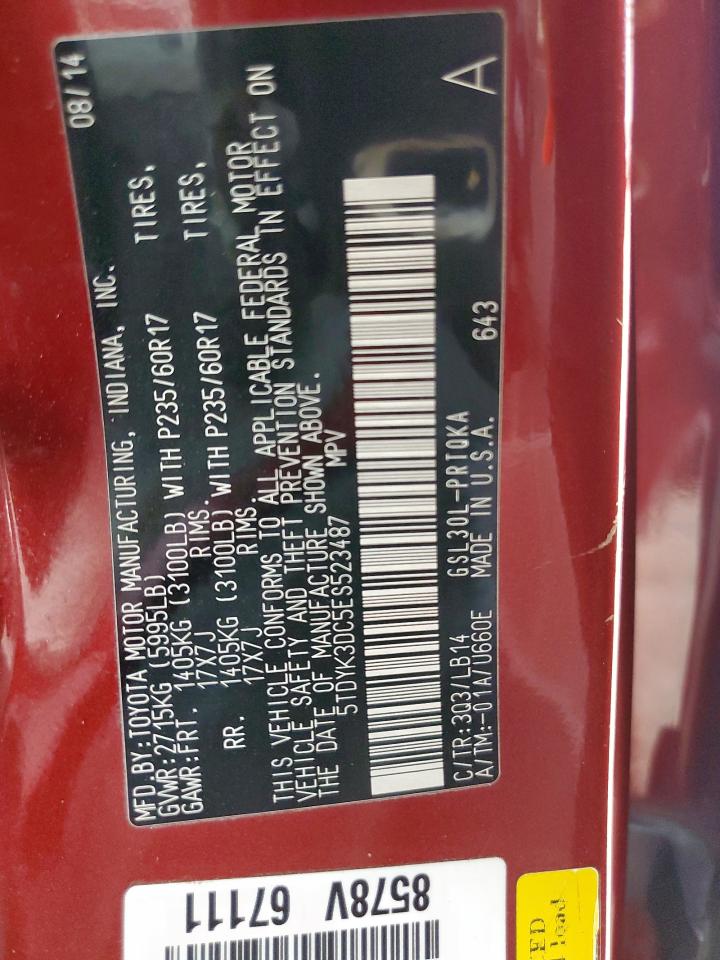 MFD.BY:TOYOTA MOTOR MANUFACTURING, INDIANA, INC. 08/14
GVWR:2715KG (5995LB)
GAWR:FRT. 1405KG (3100LB) WITH P235/60R17 TIRES,
17X7J RIMS.
RR. 1405KG (3100LB) WITH P235/60R17 TIRES,
17X7J RIMS.
THIS VEHICLE CONFORMS TO ALL APPLICABLE FEDERAL MOTOR
VEHICLE SAFETY AND THEFT PREVENTION STANDARDS IN EFFECT ON
THE DATE OF MANUFACTURE SHOWN ABOVE.
5TDYK3DC5ES523487 MPV
C/TR:3Q3/LB14 GSL30L-PRTQKA 643 A
A/TM:-01A/U660E MADE IN U.S.A.
8578V 67111